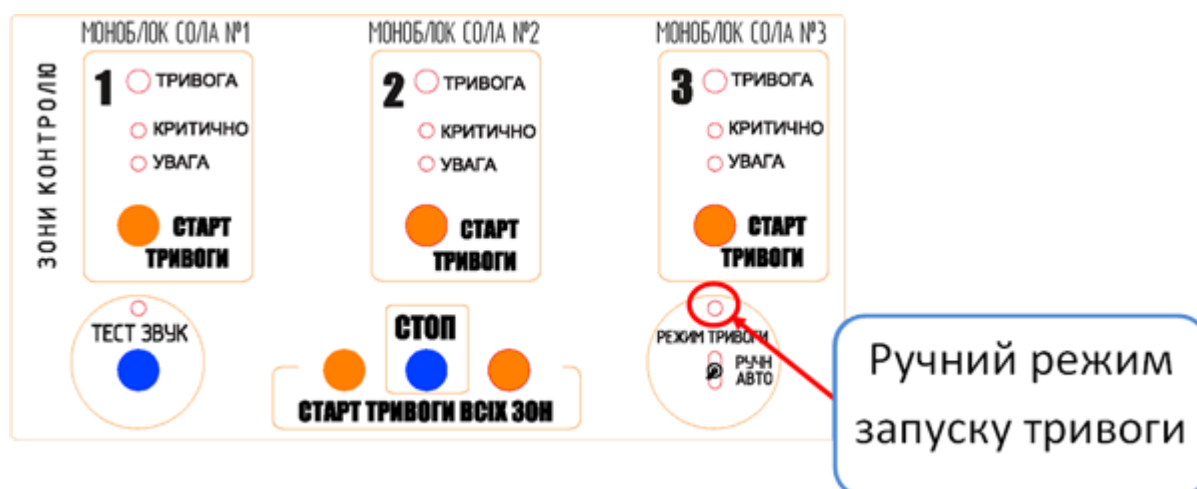 МОНОБЛОК СОЛА №1
МОНОБЛОК СОЛА №2
МОНОБЛОК СОЛА №3
ЗОНИ КОНТРОЛЮ
1
ТРИВОГА
КРИТИЧНО
УВАГА
СТАРТ
ТРИВОГИ
2
ТРИВОГА
КРИТИЧНО
УВАГА
СТАРТ
ТРИВОГИ
3
ТРИВОГА
КРИТИЧНО
УВАГА
СТАРТ
ТРИВОГИ
ТЕСТ ЗВУК
СТОП
СТАРТ ТРИВОГИ ВСІХ ЗОН
РЕЖИМ ТРИВОГИ
РУЧН
АВТО
Ручний режим
запуску тривоги